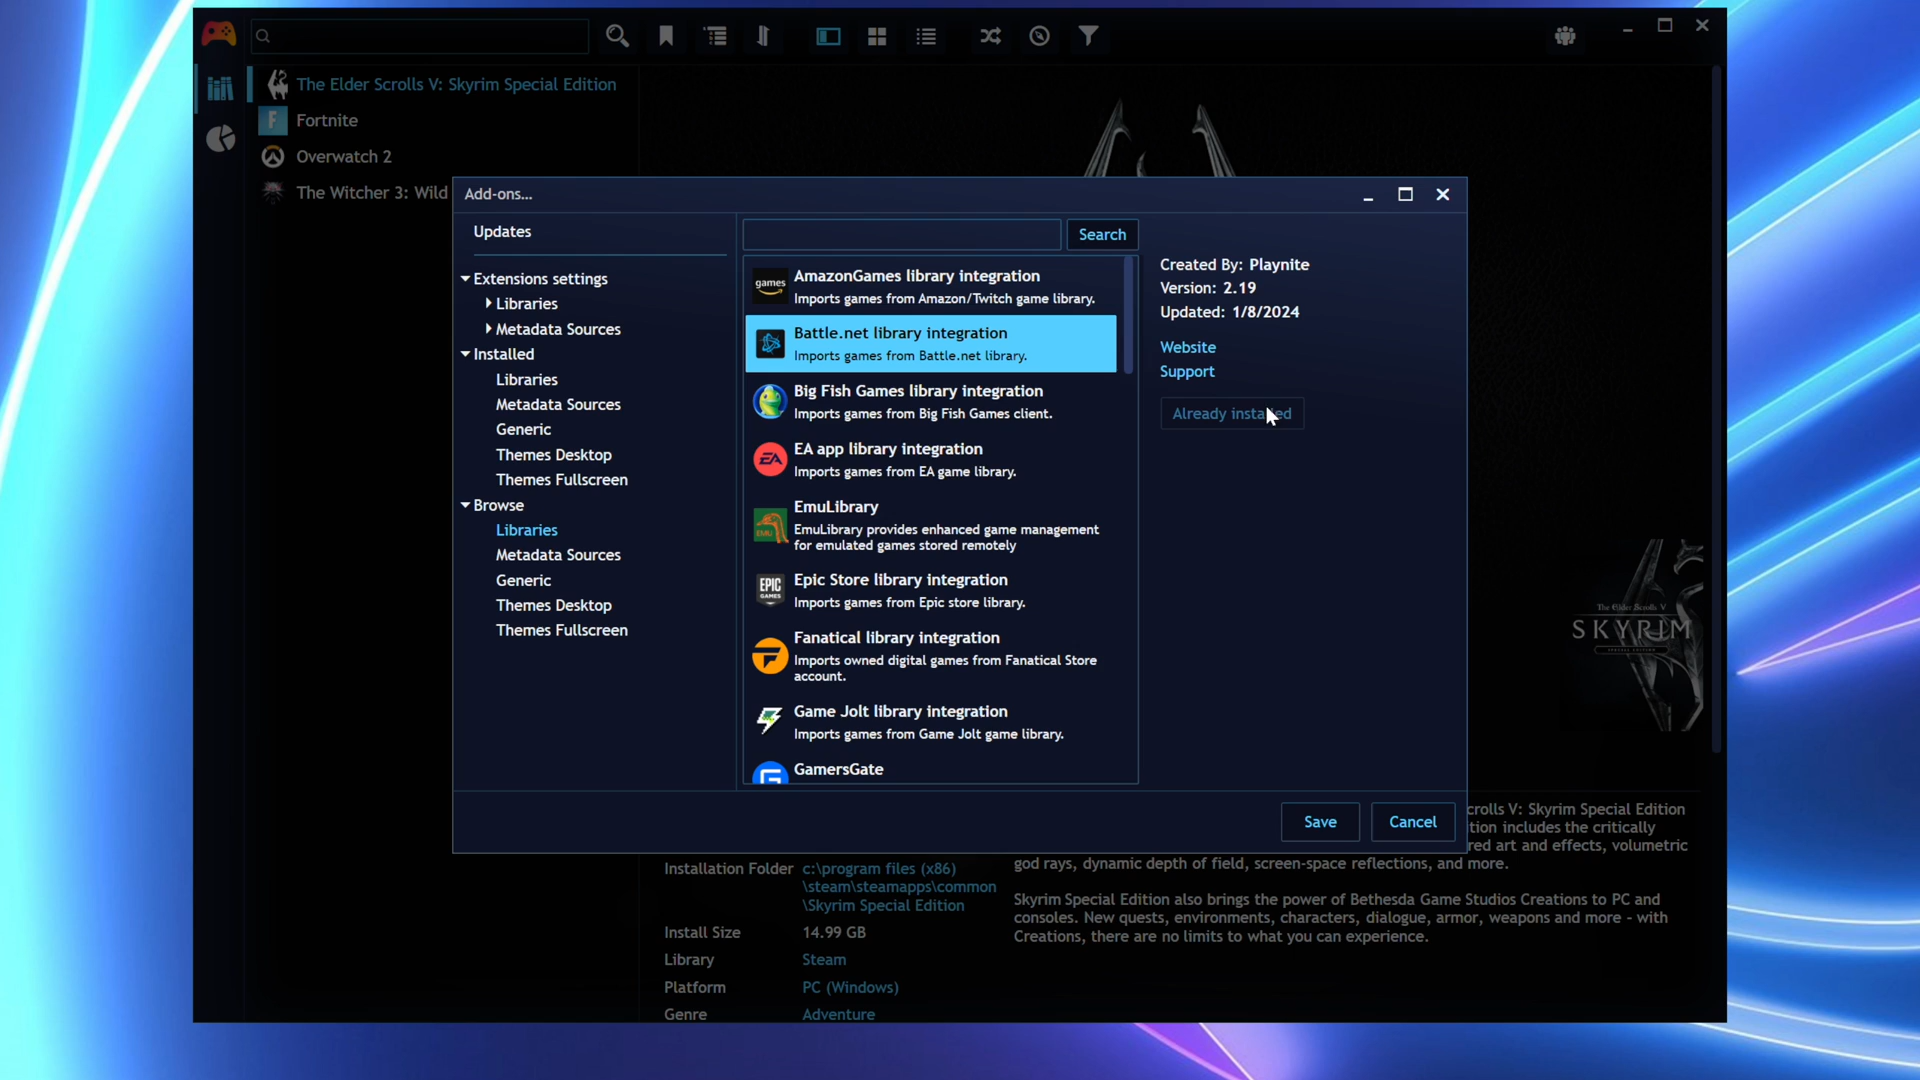 The Elder Scrolls V: Skyrim Special Edition
F Fortnite
Overwatch 2
The Witcher 3: Wild
Add-ons...
Updates
Extensions settings
Libraries
Metadata Sources
Installed
Libraries
Metadata Sources
Generic
Themes Desktop
Themes Fullscreen
Browse
Libraries
Metadata Sources
Generic
Themes Desktop
Themes Fullscreen
Search
games
AmazonGames library integration
Imports games from Amazon/Twitch game library.
Battle.net library integration
Imports games from Battle.net library.
Big Fish Games library integration
Imports games from Big Fish Games client.
EA
EA app library integration
Imports games from EA game library.
EMU
EmuLibrary
EmuLibrary provides enhanced game management
for emulated games stored remotely
EPIC
GAMES
Epic Store library integration
Imports games from Epic store library.
Fanatical library integration
Imports owned digital games from Fanatical Store
account.
Game Jolt library integration
Imports games from Game Jolt game library.
GamersGate
Created By: Playnite
Version: 2.19
Updated: 1/8/2024
Website
Support
Already installed
Save
Cancel
The Elder Scrolls V
SKYRIM
SPECIAL EDITION
crolls V: Skyrim Special Edition
tion includes the critically
red art and effects, volumetric
god rays, dynamic depth of field, screen-space reflections, and more.
Skyrim Special Edition also brings the power of Bethesda Game Studios Creations to PC and
consoles. New quests, environments, characters, dialogue, armor, weapons and more - with
Creations, there are no limits to what you can experience.
Installation Folder c:\program files (x86)
\steam\steamapps\common
\Skyrim Special Edition
Install Size 14.99 GB
Library Steam
Platform PC (Windows)
Genre Adventure